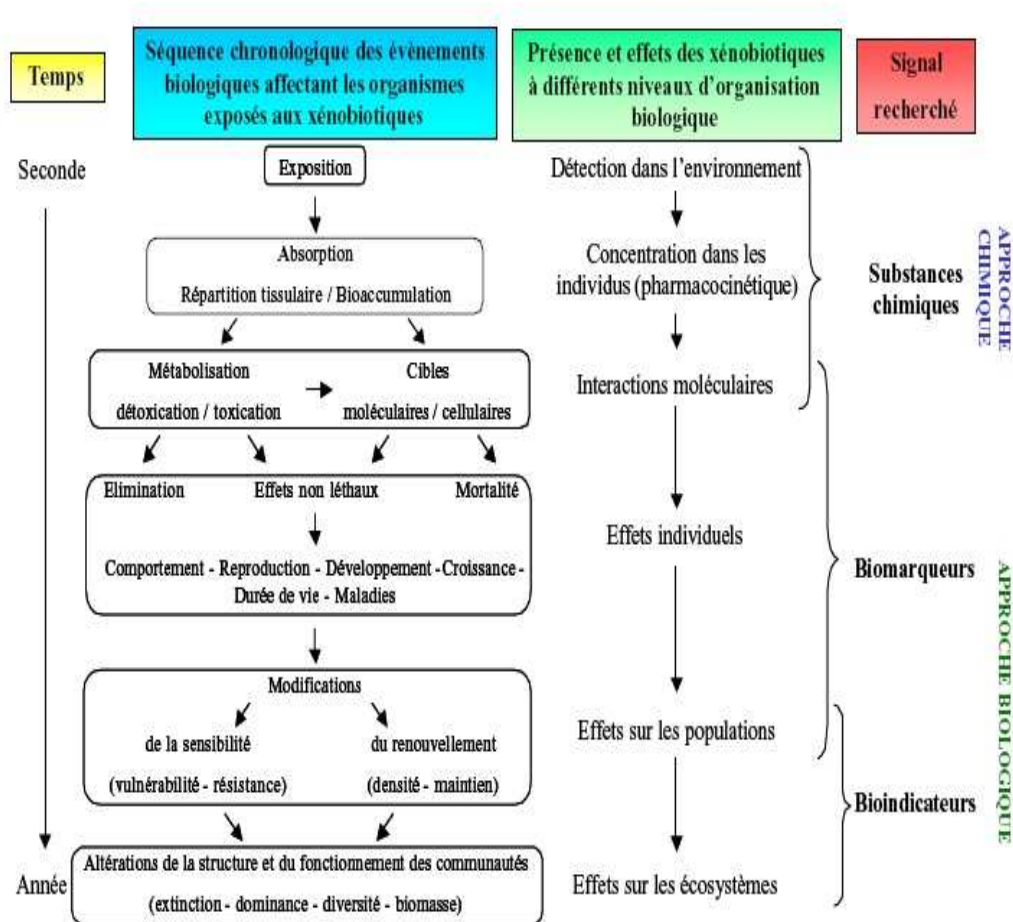 Temps
Séquence chronologique des évènements
biologiques affectant les organismes
exposés aux xénobiotiques
Présence et effets des xénobiotiques
à différents niveaux d'organisation
biologique
Signal
recherché
Seconde
Exposition
Absorption
Répartition tissulaire / Bioaccumulation
Métabolisation
détoxication / toxication
Cibles
moléculaires / cellulaires
Elimination
Effets non léthaux
Mortalité
Comportement - Reproduction - Développement - Croissance -
Durée de vie - Maladies
Modifications
de la sensibilité
(vulnérabilité - résistance)
du renouvellement
(densité - maintien)
Année
Altérations de la structure et du fonctionnement des communautés
(extinction - dominance - diversité - biomasse)
Détection dans l'environnement
Concentration dans les
individus (pharmacocinétique)
Interactions moléculaires
Effets individuels
Effets sur les populations
Effets sur les écosystèmes
Substances
chimiques
Biomarqueurs
Bioindicateurs
APPROCHE
CHIMIQUE
APPROCHE BIOLOGIQUE